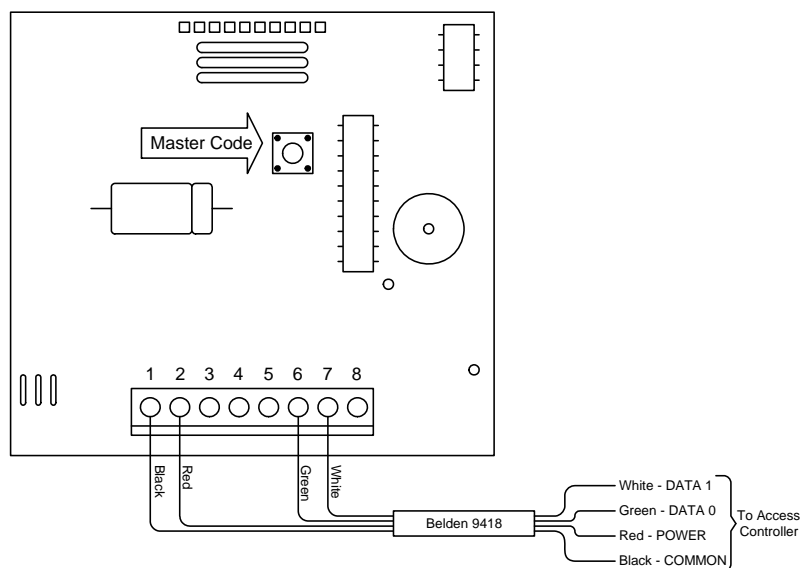 Master Code
1 2 3 4 5 6 7 8
Black
Red
Green
White
Belden 9418
White - DATA 1
Green - DATA 0
Red - POWER
Black - COMMON
To Access
Controller